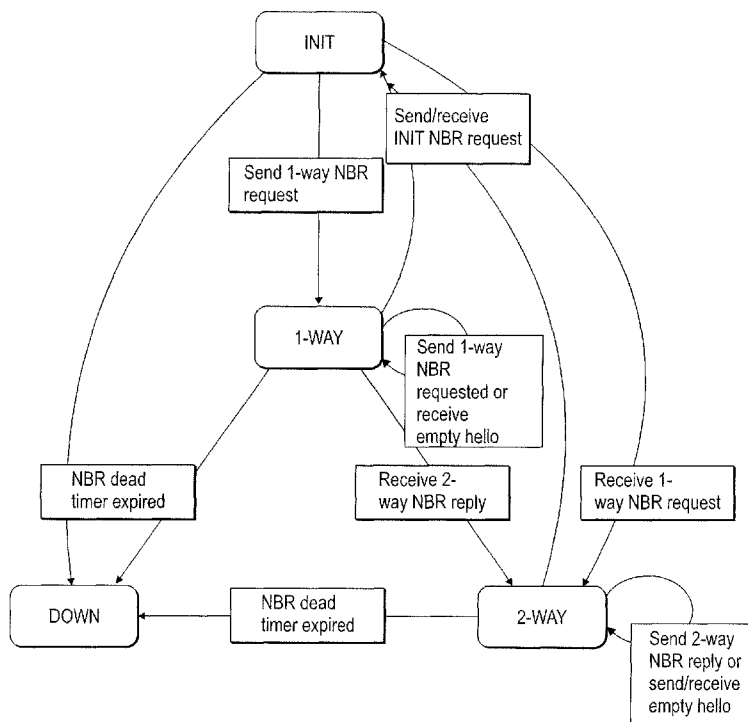 INIT
Send/receive
INIT NBR request
Send 1-way NBR
request
1-WAY
Send 1-way
NBR
requested or
receive
empty hello
NBR dead
timer expired
Receive 2-
way NBR reply
Receive 1-
way NBR request
DOWN
NBR dead
timer expired
2-WAY
Send 2-way
NBR reply or
send/receive
empty hello